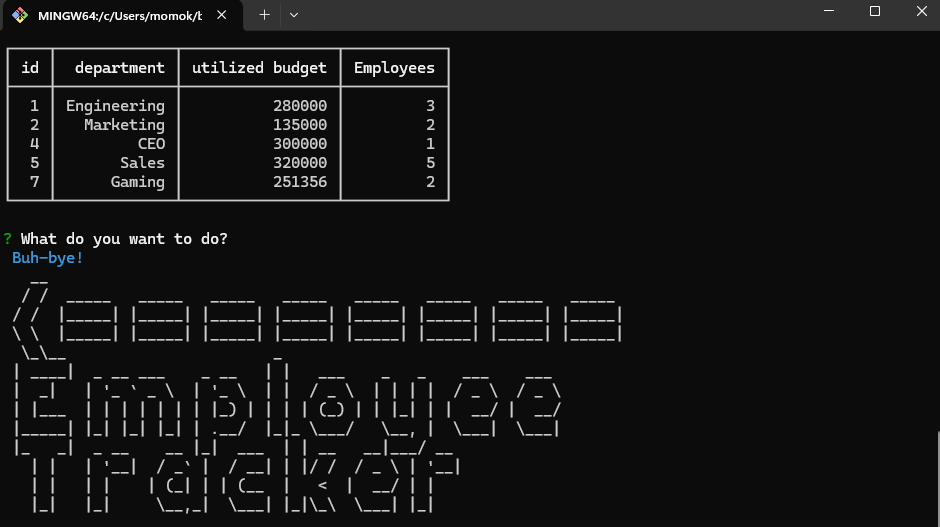 MINGW64:/c/Users/momok/b
id department utilized budget Employees
1 Engineering 280000 3
2 Marketing 135000 2
4 CEO 300000 1
5 Sales 320000 5
7 Gaming 251356 2
? What do you want to do?
Buh-bye!
Employee
Tracker